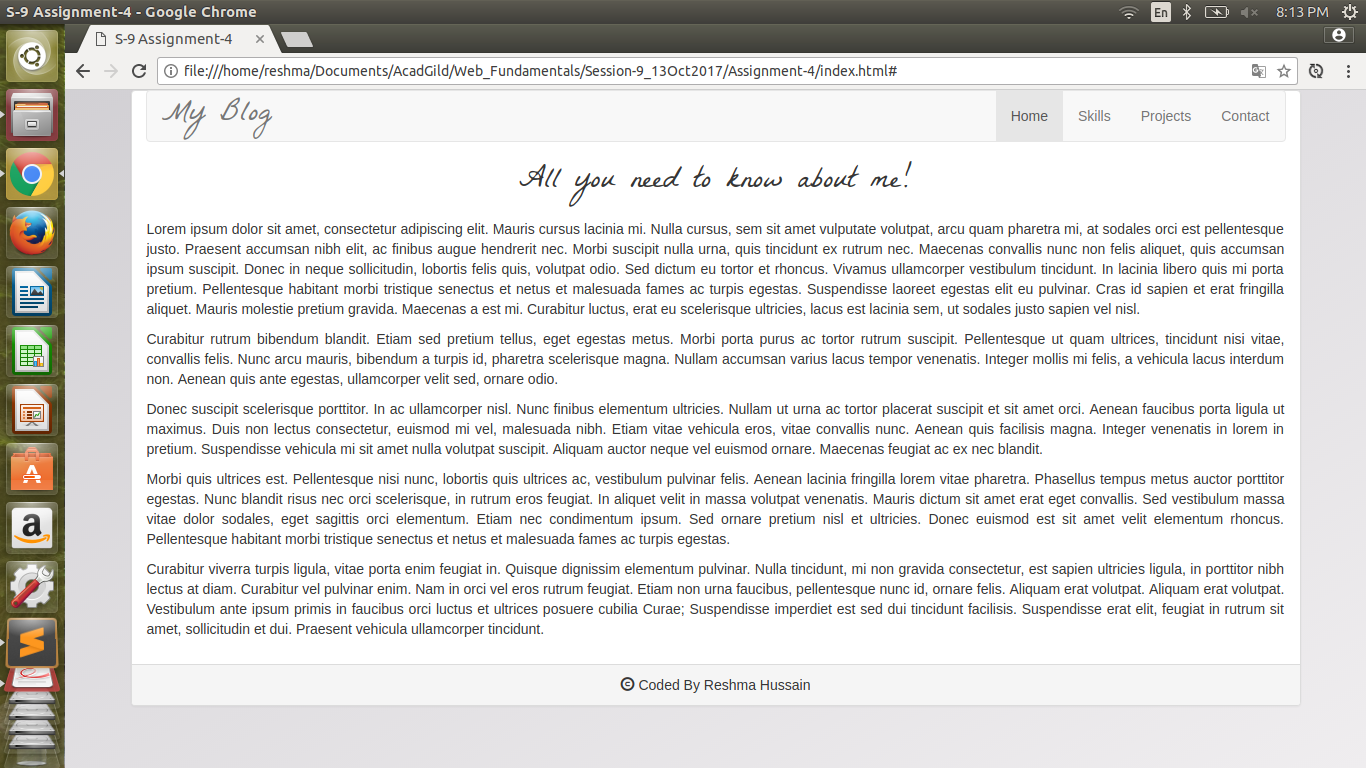 S-9 Assignment-4 - Google Chrome
En
8:13 PM
S-9 Assignment-4
file:///home/reshma/Documents/AcadGild/Web_Fundamentals/Session-9_13Oct2017/Assignment-4/index.html#
My Blog
Home Skills Projects Contact
All you need to know about me!
Lorem ipsum dolor sit amet, consectetur adipiscing elit. Mauris cursus lacinia mi. Nulla cursus, sem sit amet vulputate volutpat, arcu quam pharetra mi, at sodales orci est pellentesque
justo. Praesent accumsan nibh elit, ac finibus augue hendrerit nec. Morbi suscipit nulla urna, quis tincidunt ex rutrum nec. Maecenas convallis nunc non felis aliquet, quis accumsan
ipsum suscipit. Donec in neque sollicitudin, lobortis felis quis, volutpat odio. Sed dictum eu tortor et rhoncus. Vivamus ullamcorper vestibulum tincidunt. In lacinia libero quis mi porta
pretium. Pellentesque habitant morbi tristique senectus et netus et malesuada fames ac turpis egestas. Suspendisse laoreet egestas elit eu pulvinar. Cras id sapien et erat fringilla
aliquet. Mauris molestie pretium gravida. Maecenas a est mi. Curabitur luctus, erat eu scelerisque ultricies, lacus est lacinia sem, ut sodales justo sapien vel nisl.
Curabitur rutrum bibendum blandit. Etiam sed pretium tellus, eget egestas metus. Morbi porta purus ac tortor rutrum suscipit. Pellentesque ut quam ultrices, tincidunt nisi vitae,
convallis felis. Nunc arcu mauris, bibendum a turpis id, pharetra scelerisque magna. Nullam accumsan varius lacus tempor venenatis. Integer mollis mi felis, a vehicula lacus interdum
non. Aenean quis ante egestas, ullamcorper velit sed, ornare odio.
Donec suscipit scelerisque porttitor. In ac ullamcorper nisl. Nunc finibus elementum ultricies. Nullam ut urna ac tortor placerat suscipit et sit amet orci. Aenean faucibus porta ligula ut
maximus. Duis non lectus consectetur, euismod mi vel, malesuada nibh. Etiam vitae vehicula eros, vitae convallis nunc. Aenean quis facilisis magna. Integer venenatis in lorem in
pretium. Suspendisse vehicula mi sit amet nulla volutpat suscipit. Aliquam auctor neque vel euismod ornare. Maecenas feugiat ac ex nec blandit.
Morbi quis ultrices est. Pellentesque nisi nunc, lobortis quis ultrices ac, vestibulum pulvinar felis. Aenean lacinia fringilla lorem vitae pharetra. Phasellus tempus metus auctor porttitor
egestas. Nunc blandit risus nec orci scelerisque, in rutrum eros feugiat. In aliquet velit in massa volutpat venenatis. Mauris dictum sit amet erat eget convallis. Sed vestibulum massa
vitae dolor sodales, eget sagittis orci elementum. Etiam nec condimentum ipsum. Sed ornare pretium nisl et ultricies. Donec euismod est sit amet velit elementum rhoncus.
Pellentesque habitant morbi tristique senectus et netus et malesuada fames ac turpis egestas.
Curabitur viverra turpis ligula, vitae porta enim feugiat in. Quisque dignissim elementum pulvinar. Nulla tincidunt, mi non gravida consectetur, est sapien ultricies ligula, in porttitor nibh
lectus at diam. Curabitur vel pulvinar enim. Nam in orci vel eros rutrum feugiat. Etiam non urna faucibus, pellentesque nunc id, ornare felis. Aliquam erat volutpat. Aliquam erat volutpat.
Vestibulum ante ipsum primis in faucibus orci luctus et ultrices posuere cubilia Curae; Suspendisse imperdiet est sed dui tincidunt facilisis. Suspendisse erat elit, feugiat in rutrum sit
amet, sollicitudin et dui. Praesent vehicula ullamcorper tincidunt.
© Coded By Reshma Hussain